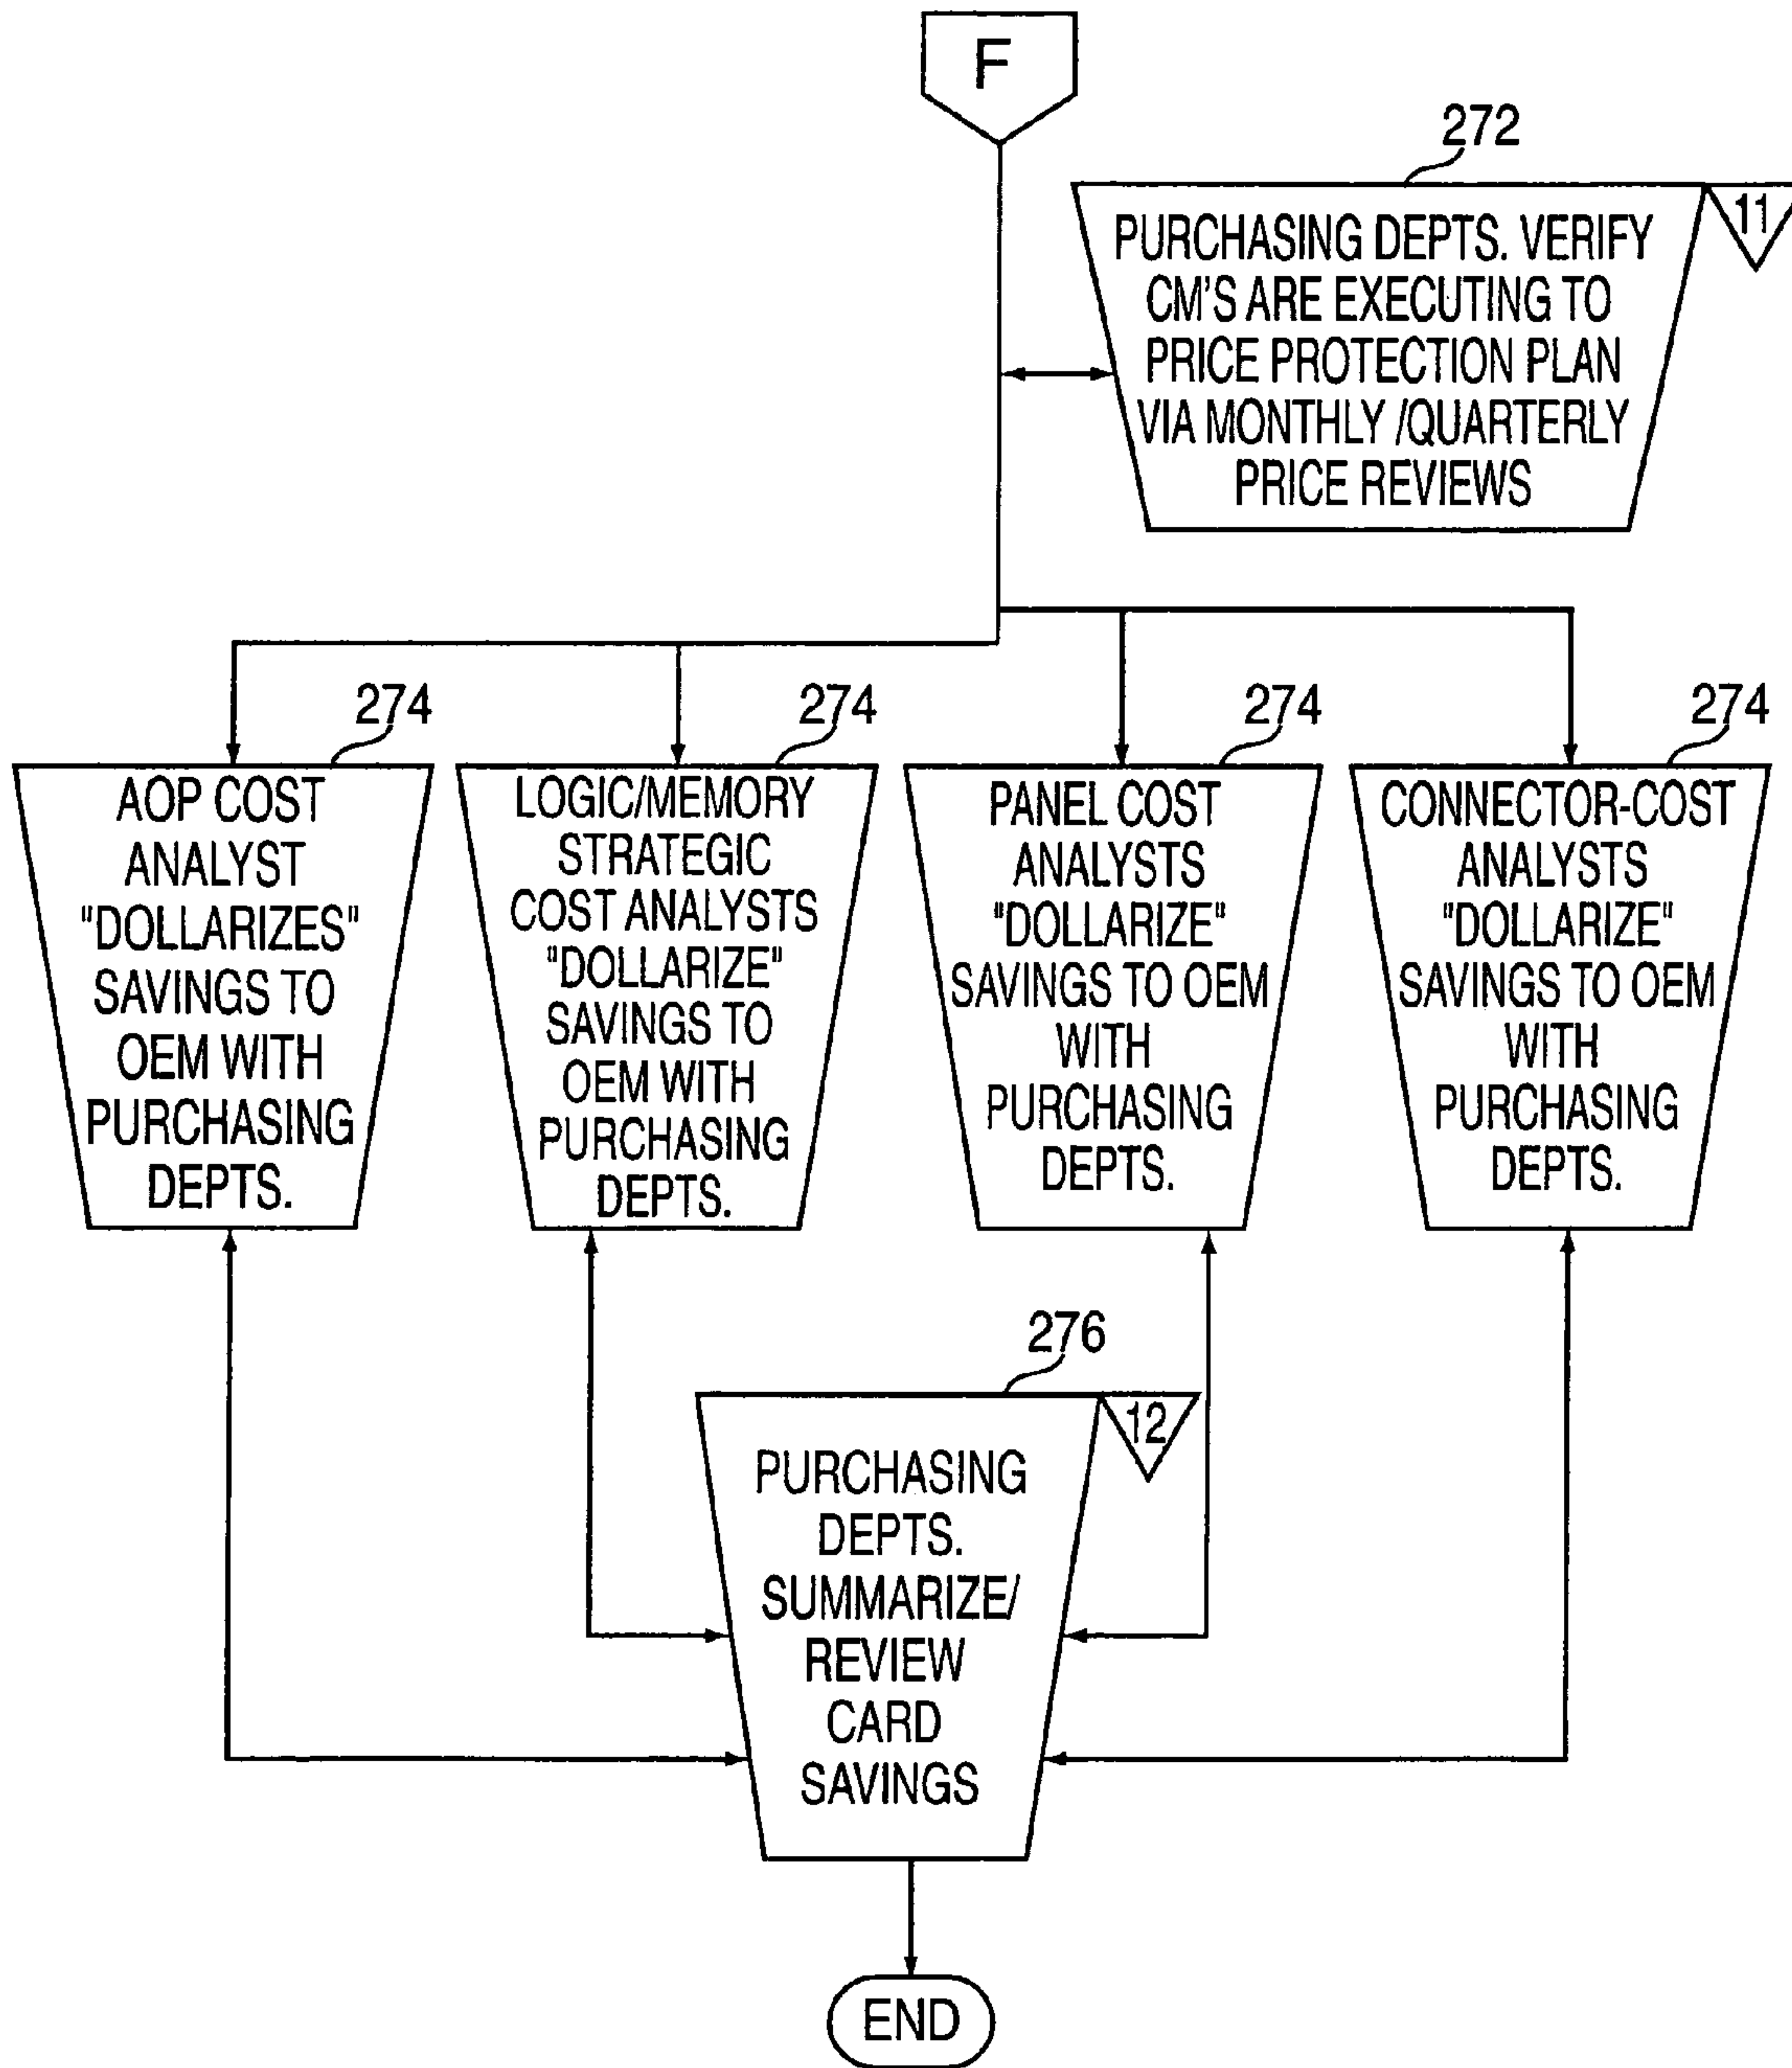 F
272
11
PURCHASING DEPTS. VERIFY
CM'S ARE EXECUTING TO
PRICE PROTECTION PLAN
VIA MONTHLY /QUARTERLY
PRICE REVIEWS
274
AOP COST
ANALYST
"DOLLARIZES"
SAVINGS TO
OEM WITH
PURCHASING
DEPTS.
274
LOGIC/MEMORY
STRATEGIC
COST ANALYSTS
"DOLLARIZE"
SAVINGS TO
OEM WITH
PURCHASING
DEPTS.
274
PANEL COST
ANALYSTS
"DOLLARIZE"
SAVINGS TO OEM
WITH
PURCHASING
DEPTS.
274
CONNECTOR-COST
ANALYSTS
"DOLLARIZE"
SAVINGS TO OEM
WITH
PURCHASING
DEPTS.
276
12
PURCHASING
DEPTS.
SUMMARIZE/
REVIEW
CARD
SAVINGS
END